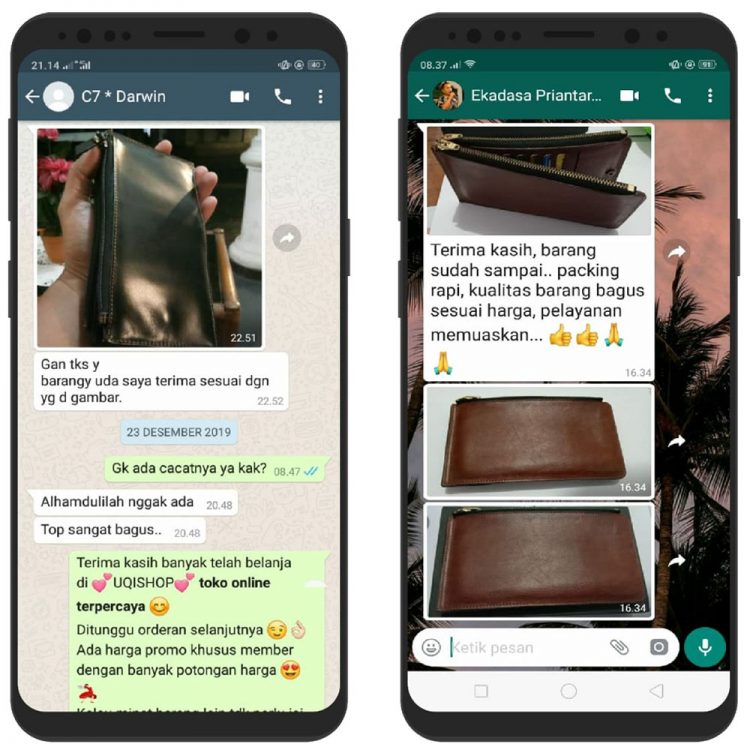 21.14
40
C7 * Darwin
22.51
Gan tks y
barangy uda saya terima sesuai dgn
yg d gambar.
22.52
23 DESEMBER 2019
Gk ada cacatnya ya kak?
08.47
Alhamdulilah nggak ada
20.48
Top sangat bagus..
20.48
Terima kasih banyak telah belanja
di 💕UQISHOP💕 toko online
terpercaya 😊
Ditunggu orderan selanjutnya 😉👌🏻
Ada harga promo khusus member
dengan banyak potongan harga 😍
💃
08.37
Ekadasa Priantar...
Terima kasih, barang
sudah sampai.. packing
rapi, kualitas barang bagus
sesuai harga, pelayanan
memuaskan... 👍👍🙏
🙏
16.34
16.34
16.34
Ketik pesan